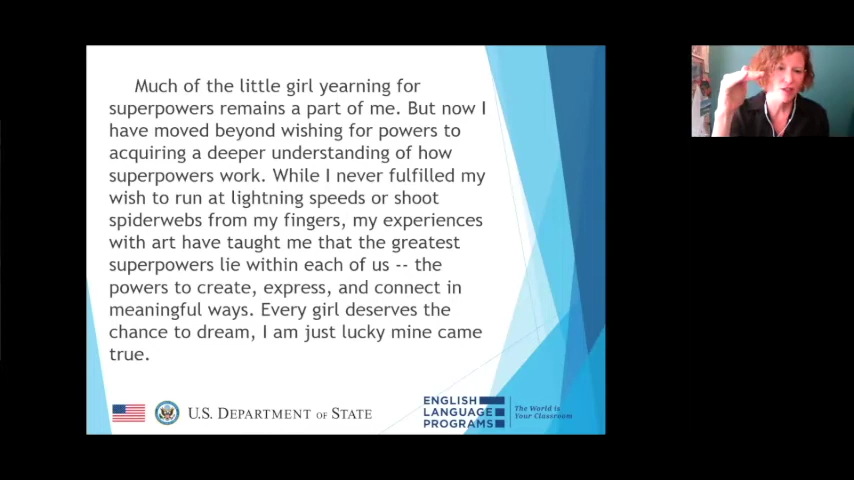 Much of the little girl yearning for
superpowers remains a part of me. But now I
have moved beyond wishing for powers to
acquiring a deeper understanding of how
superpowers work. While I never fulfilled my
wish to run at lightning speeds or shoot
spiderwebs from my fingers, my experiences
with art have taught me that the greatest
superpowers lie within each of us -- the
powers to create, express, and connect in
meaningful ways. Every girl deserves the
chance to dream, I am just lucky mine came
true.
U.S. DEPARTMENT OF STATE
ENGLISH
LANGUAGE
PROGRAMS
The World is
Your Classroom